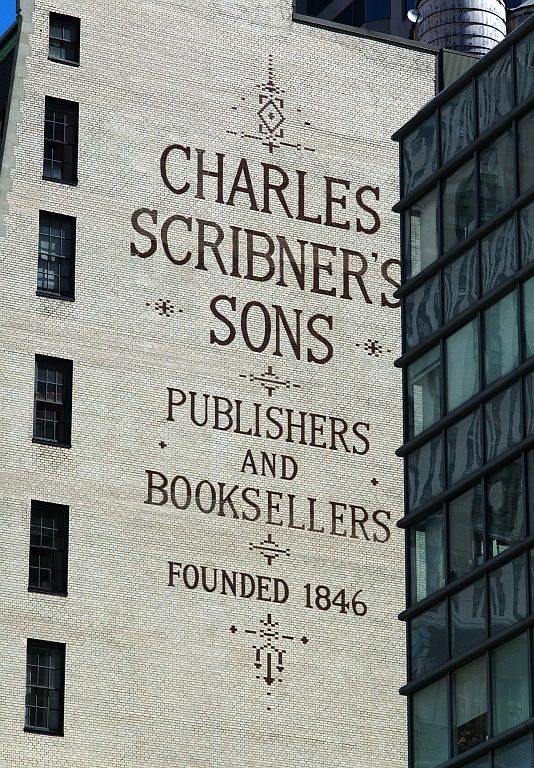 CHARLES
SCRIBNER'S
SONS
PUBLISHERS
AND
BOOKSELLERS
FOUNDED 1846